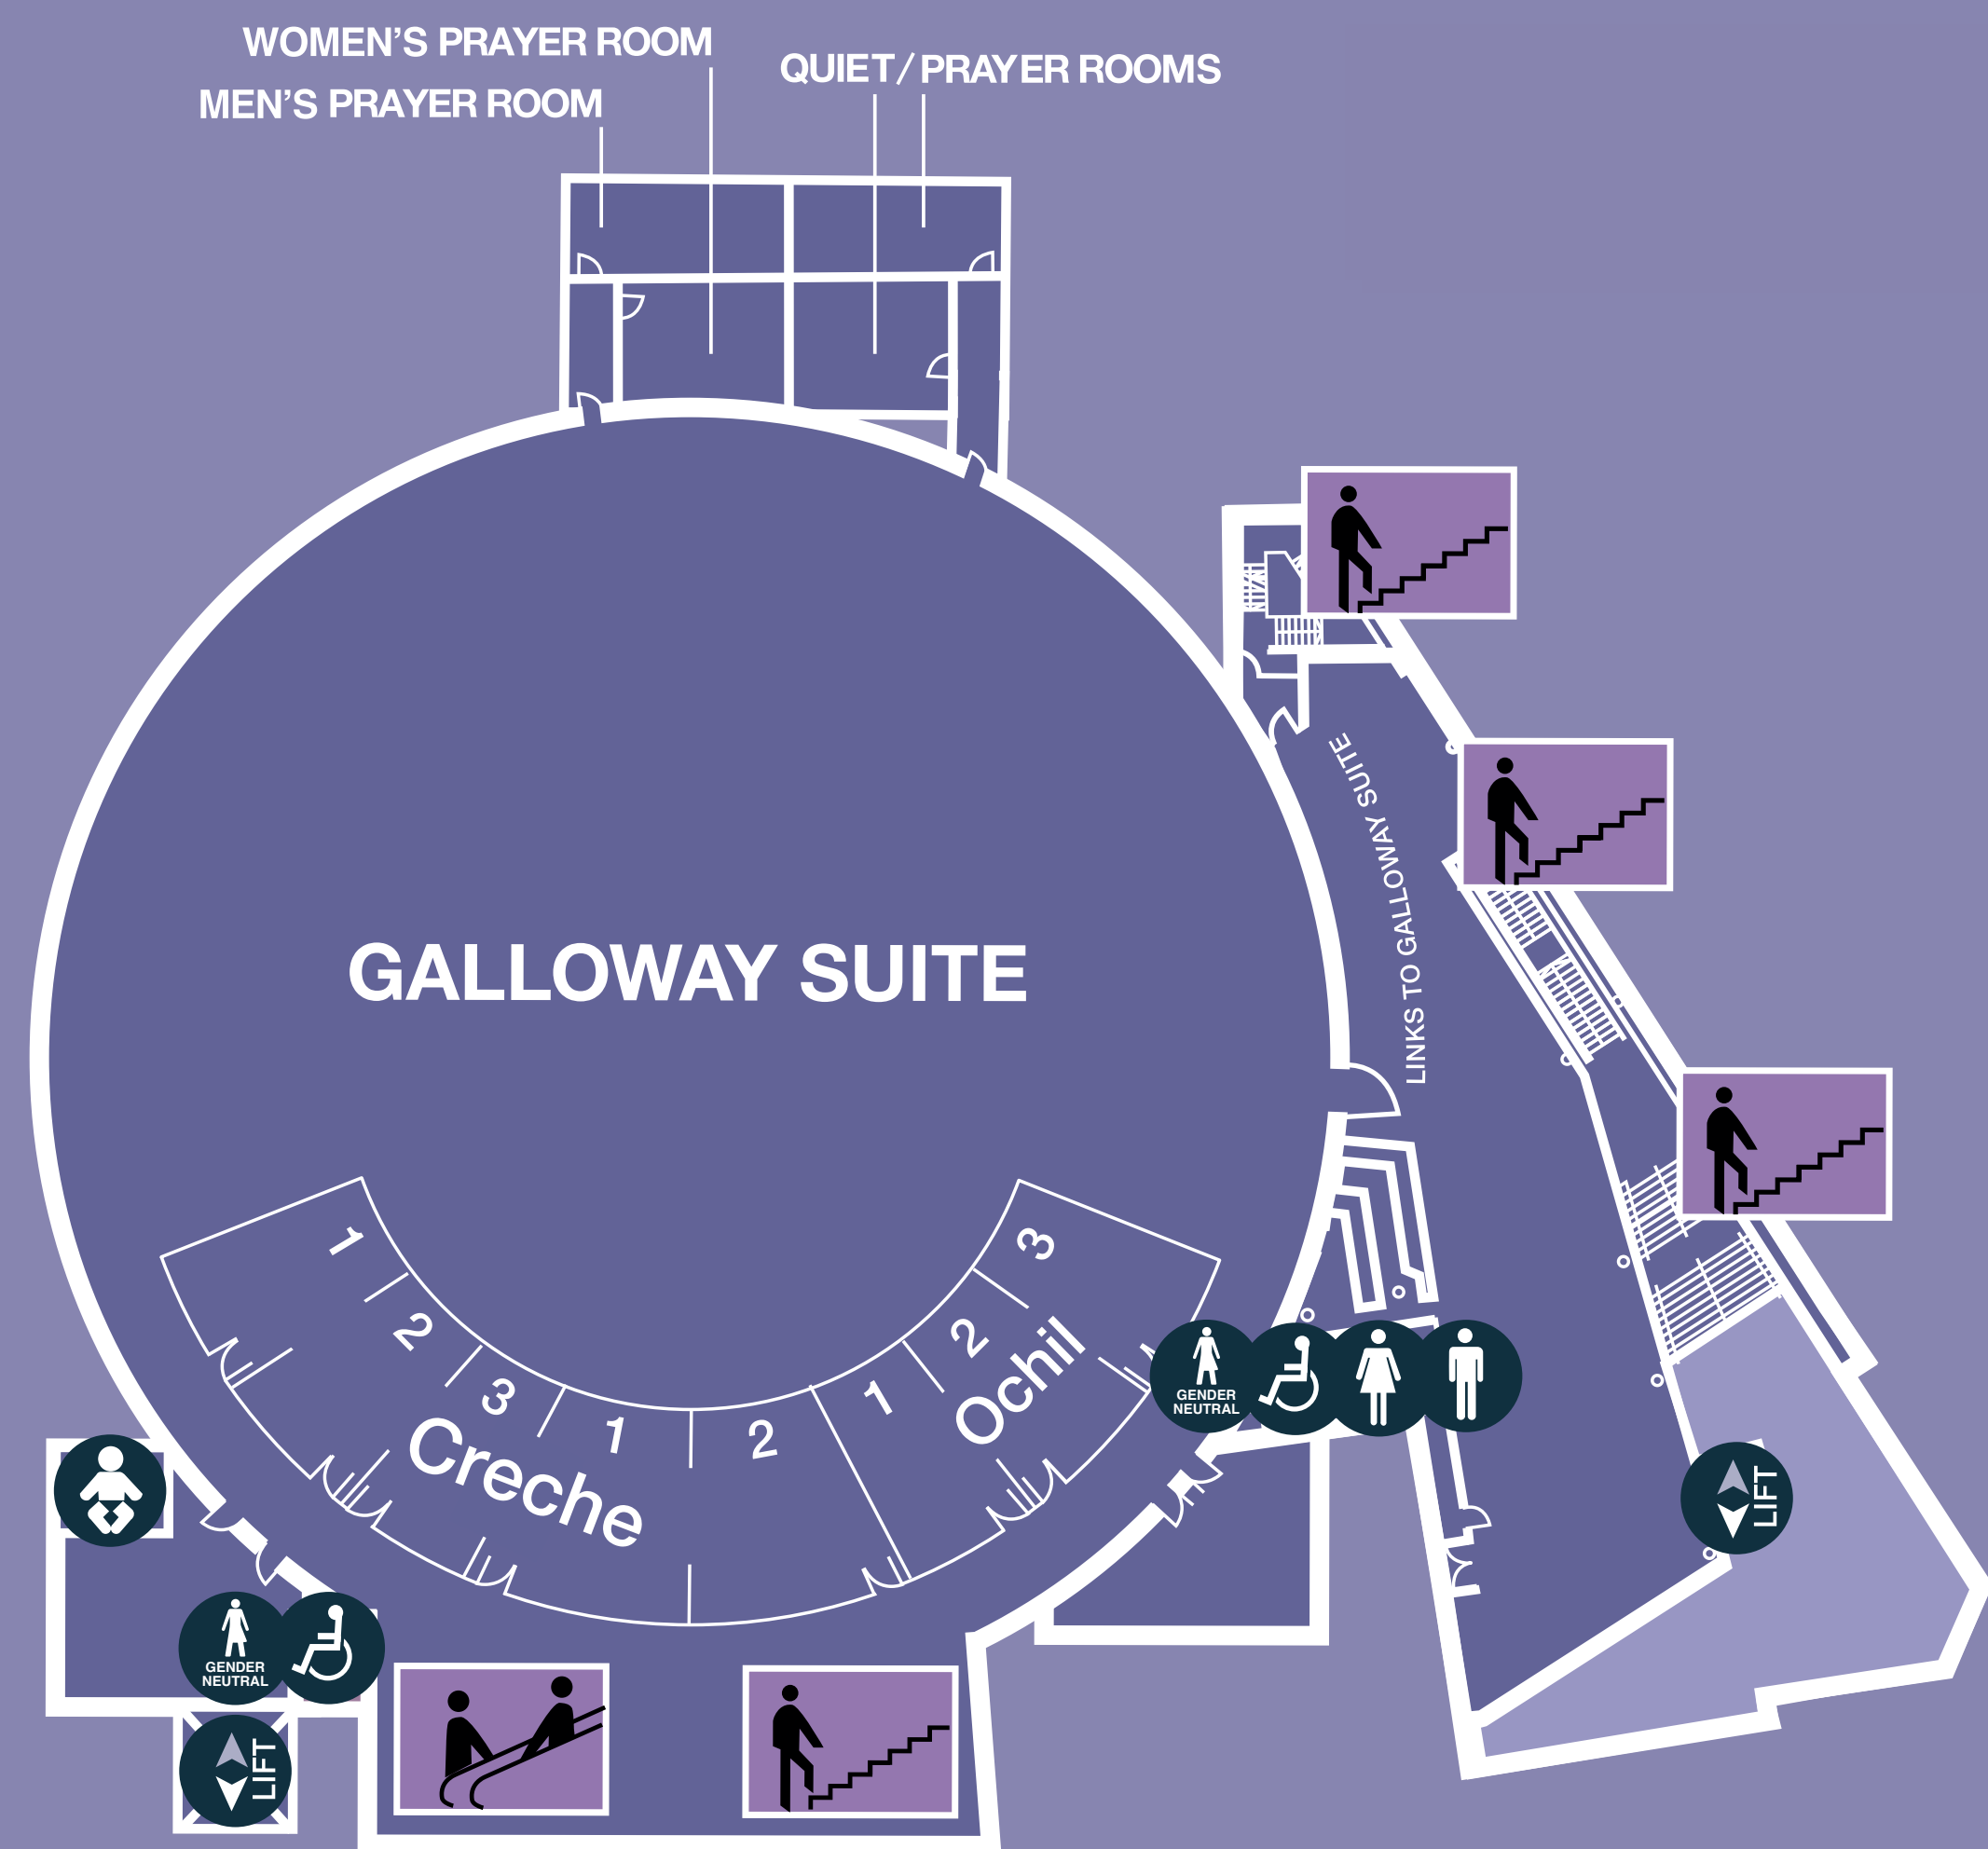 WOMEN'S PRAYER ROOM
MEN'S PRAYER ROOM
QUIET / PRAYER ROOMS
LINKS TO GALLOWAY SUITE
GALLOWAY SUITE
1
2
3
Creche
1
2
1
2
3
Ochil
GENDER
NEUTRAL
LIFT
GENDER
NEUTRAL
LIFT